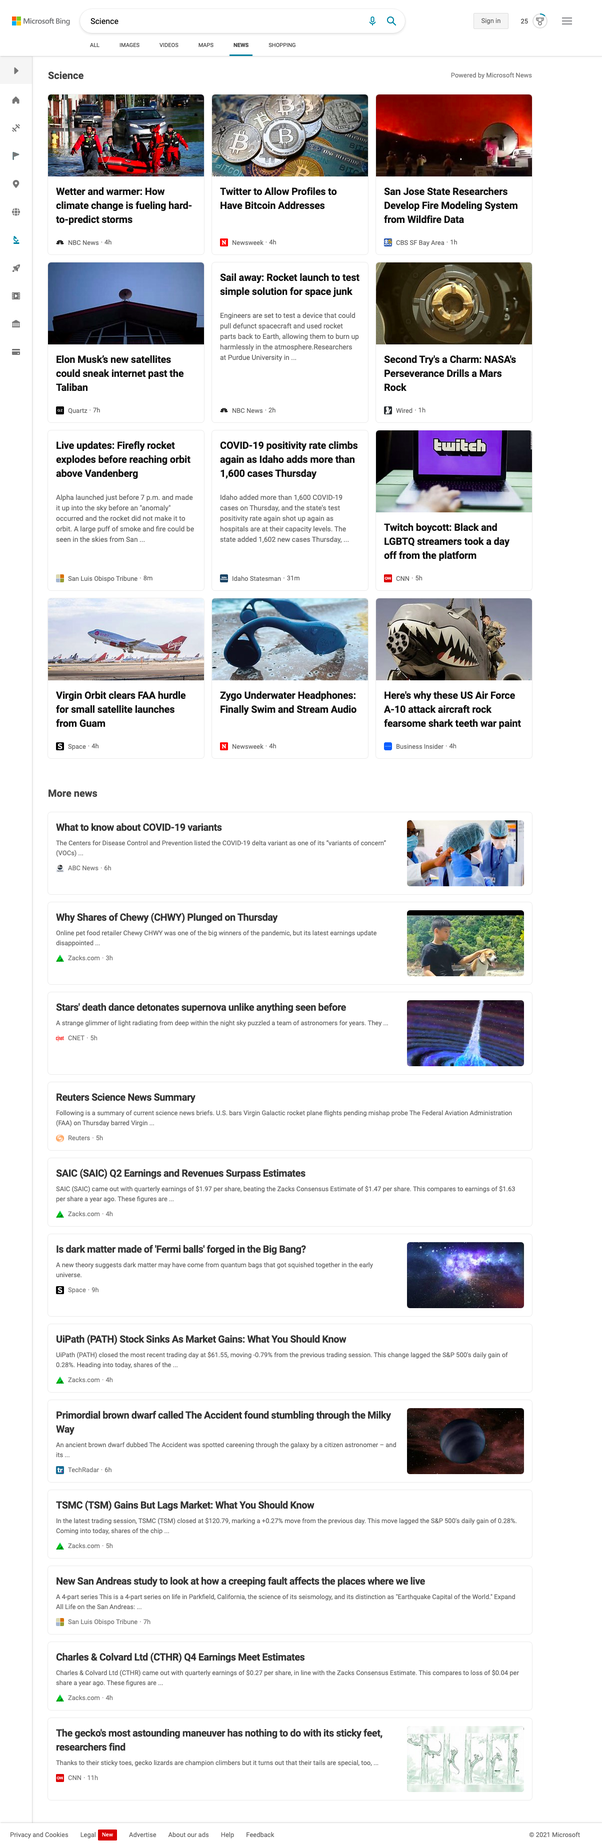 Microsoft Bing
Science
Sign in
25
ALL IMAGES VIDEOS MAPS NEWS SHOPPING
Science
Powered by Microsoft News
Wetter and warmer: How
climate change is fueling hard-
to-predict storms
NBC News · 4h
Twitter to Allow Profiles to
Have Bitcoin Addresses
Newsweek · 4h
San Jose State Researchers
Develop Fire Modeling System
from Wildfire Data
CBS SF Bay Area · 1h
Elon Musk's new satellites
could sneak internet past the
Taliban
Quartz · 7h
Sail away: Rocket launch to test
simple solution for space junk
Engineers are set to test a device that could
pull defunct spacecraft and used rocket
parts back to Earth, allowing them to burn up
harmlessly in the atmosphere.Researchers
at Purdue University in ...
NBC News · 2h
Second Try's a Charm: NASA's
Perseverance Drills a Mars
Rock
Wired · 1h
Live updates: Firefly rocket
explodes before reaching orbit
above Vandenberg
Alpha launched just before 7 p.m. and made
it up into the sky before an "anomaly"
occurred and the rocket did not make it to
orbit. A large puff of smoke and fire could be
seen in the skies from San ...
San Luis Obispo Tribune · 8m
COVID-19 positivity rate climbs
again as Idaho adds more than
1,600 cases Thursday
Idaho added more than 1,600 COVID-19
cases on Thursday, and the state's test
positivity rate again shot up again as
hospitals are at their capacity levels. The
state added 1,602 new cases Thursday, ...
Idaho Statesman · 31m
twitch
Twitch boycott: Black and
LGBTQ streamers took a day
off from the platform
CNN · 5h
Virgin Orbit clears FAA hurdle
for small satellite launches
from Guam
Space · 4h
Zygo Underwater Headphones:
Finally Swim and Stream Audio
Newsweek · 4h
Here's why these US Air Force
A-10 attack aircraft rock
fearsome shark teeth war paint
Business Insider · 4h
More news
What to know about COVID-19 variants
The Centers for Disease Control and Prevention listed the COVID-19 delta variant as one of its "variants of concern"
(VOCs) ...
ABC News · 6h
Why Shares of Chewy (CHWY) Plunged on Thursday
Online pet food retailer Chewy CHWY was one of the big winners of the pandemic, but its latest earnings update
disappointed ...
Zacks.com · 3h
Stars' death dance detonates supernova unlike anything seen before
A strange glimmer of light radiating from deep within the night sky puzzled a team of astronomers for years. They ...
CNET · 5h
Reuters Science News Summary
Following is a summary of current science news briefs. U.S. bars Virgin Galactic rocket plane flights pending mishap probe The Federal Aviation Administration
(FAA) on Thursday barred Virgin ...
Reuters · 5h
SAIC (SAIC) Q2 Earnings and Revenues Surpass Estimates
SAIC (SAIC) came out with quarterly earnings of $1.97 per share, beating the Zacks Consensus Estimate of $1.47 per share. This compares to earnings of $1.63
per share a year ago. These figures are ...
Zacks.com · 4h
Is dark matter made of 'Fermi balls' forged in the Big Bang?
A new theory suggests dark matter may have come from quantum bags that got squished together in the early
universe.
Space · 9h
UiPath (PATH) Stock Sinks As Market Gains: What You Should Know
UiPath (PATH) closed the most recent trading day at $61.55, moving -0.79% from the previous trading session. This change lagged the S&P 500's daily gain of
0.28%. Heading into today, shares of the ...
Zacks.com · 4h
Primordial brown dwarf called The Accident found stumbling through the Milky
Way
An ancient brown dwarf dubbed The Accident was spotted careening through the galaxy by a citizen astronomer – and
its ...
TechRadar · 6h
TSMC (TSM) Gains But Lags Market: What You Should Know
In the latest trading session, TSMC (TSM) closed at $120.79, marking a +0.27% move from the previous day. This move lagged the S&P 500's daily gain of 0.28%.
Coming into today, shares of the chip ...
Zacks.com · 5h
New San Andreas study to look at how a creeping fault affects the places where we live
A 4-part series This is a 4-part series on life in Parkfield, California, the science of its seismology, and its distinction as "Earthquake Capital of the World." Expand
All Life on the San Andreas: ...
San Luis Obispo Tribune · 7h
Charles & Colvard Ltd (CTHR) Q4 Earnings Meet Estimates
Charles & Colvard Ltd (CTHR) came out with quarterly earnings of $0.27 per share, in line with the Zacks Consensus Estimate. This compares to loss of $0.04 per
share a year ago. These figures are ...
Zacks.com · 4h
The gecko's most astounding maneuver has nothing to do with its sticky feet,
researchers find
Thanks to their sticky toes, gecko lizards are champion climbers but it turns out that their tails are special, too, ...
CNN · 11h
Privacy and Cookies Legal New Advertise About our ads Help Feedback
© 2021 Microsoft